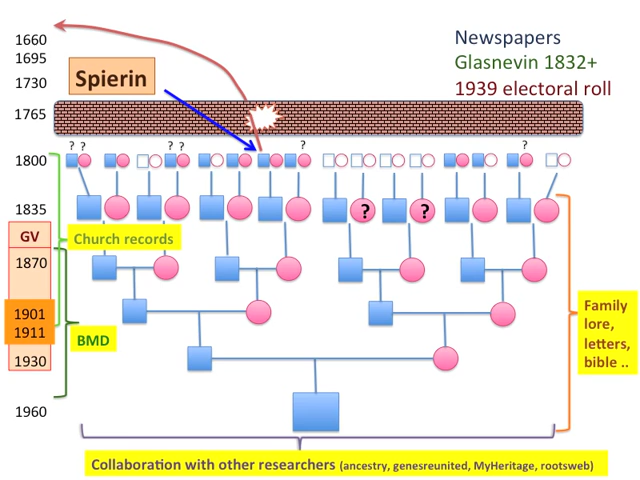 1660
1695
1730
1765
1800
1835
GV
1870
1901
1911
1930
1960
Newspapers
Glasnevin 1832+
1939 electoral roll
Spierin
? ? ? ? ? ?
? ?
Church records
BMD
Family
lore,
letters,
bible ..
Collaboration with other researchers (ancestry, genesreunited, MyHeritage, rootsweb)